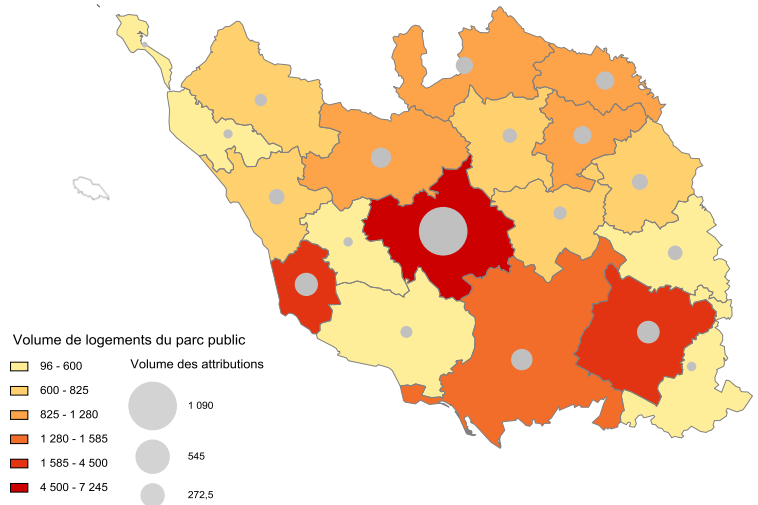 Volume de logements du parc public
96 - 600
600 - 825
825 - 1 280
1 280 - 1 585
1 585 - 4 500
4 500 - 7 245
Volume des attributions
1 090
545
272,5